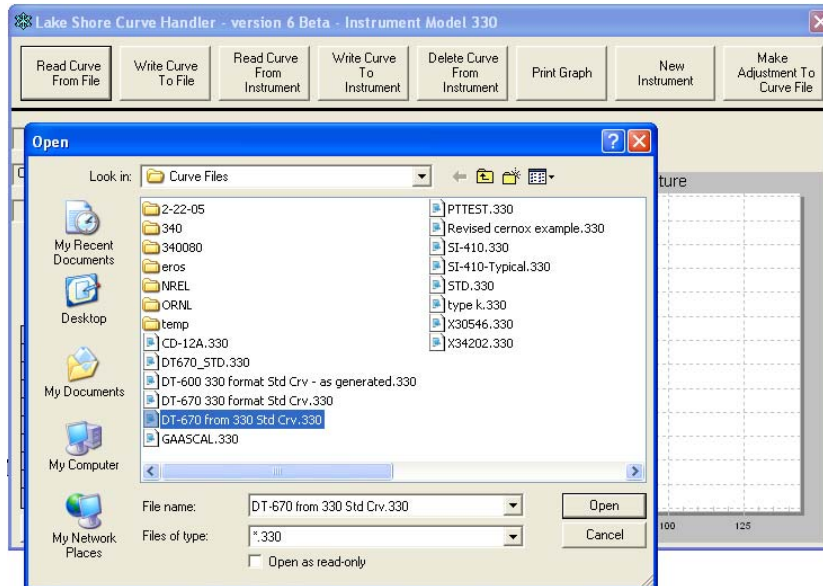 Lake Shore Curve Handler - version 6 Beta - Instrument Model 330
Read Curve From File
Write Curve To File
Read Curve From Instrument
Write Curve To Instrument
Delete Curve From Instrument
Print Graph
New Instrument
Make Adjustment To Curve File
Open
Look in:
Curve Files
My Recent Documents
Desktop
My Documents
My Computer
My Network Places
2-22-05
340
340080
eros
NREL
ORNL
temp
CD-12A.330
DT670_STD.330
DT-600 330 format Std Crv - as generated.330
DT-670 330 format Std Crv.330
DT-670 from 330 Std Crv.330
GAASCAL.330
PTTEST.330
Revised cernox example.330
SI-410.330
SI-410-Typical.330
STD.330
type k.330
X30546.330
X34202.330
File name:
DT-670 from 330 Std Crv.330
Open
Files of type:
*.330
Cancel
Open as read-only
ture
100
125